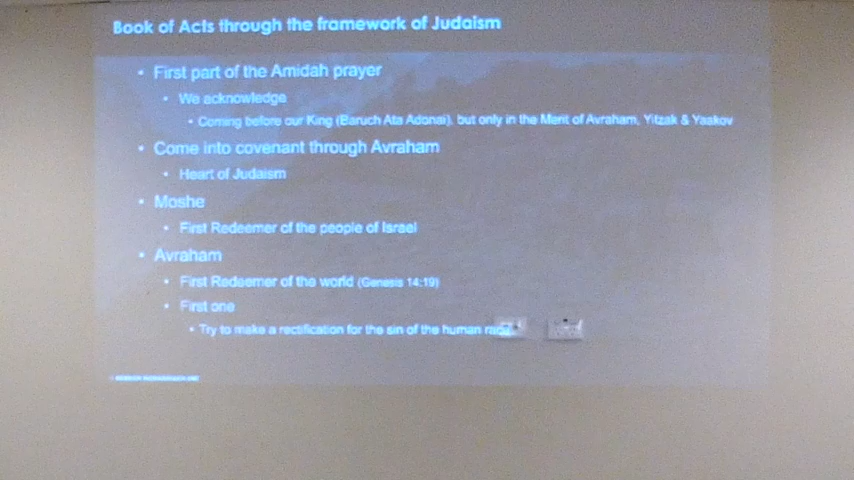 Book of Acts through the framework of Judaism
• First part of the Amidah prayer
• We acknowledge
• Coming before our King (Baruch Ata Adonai), but only in the Merit of Avraham, Yitzak & Yaakov
• Come into covenant through Avraham
• Heart of Judaism
• Moshe
• First Redeemer of the people of Israel
• Avraham
• First Redeemer of the world (Genesis 14:19)
• First one
• Try to make a rectification for the sin of the human race